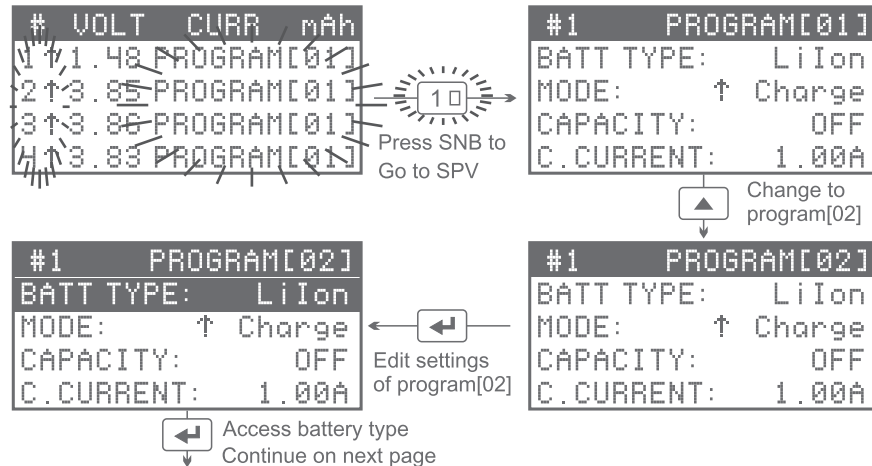 # VOLT CURR mAh
1↑1.48 PROGRAM[01]
2↑3.85 PROGRAM[01]
3↑3.86 PROGRAM[01]
4↑3.83 PROGRAM[01]
1
Press SNB to
Go to SPV
#1 PROGRAM[01]
BATT TYPE: LiIon
MODE: ↑ Charge
CAPACITY: OFF
C.CURRENT: 1.00A
Change to
program[02]
#1 PROGRAM[02]
BATT TYPE: LiIon
MODE: ↑ Charge
CAPACITY: OFF
C.CURRENT: 1.00A
Edit settings
of program[02]
#1 PROGRAM[02]
BATT TYPE: LiIon
MODE: ↑ Charge
CAPACITY: OFF
C.CURRENT: 1.00A
Access battery type
Continue on next page